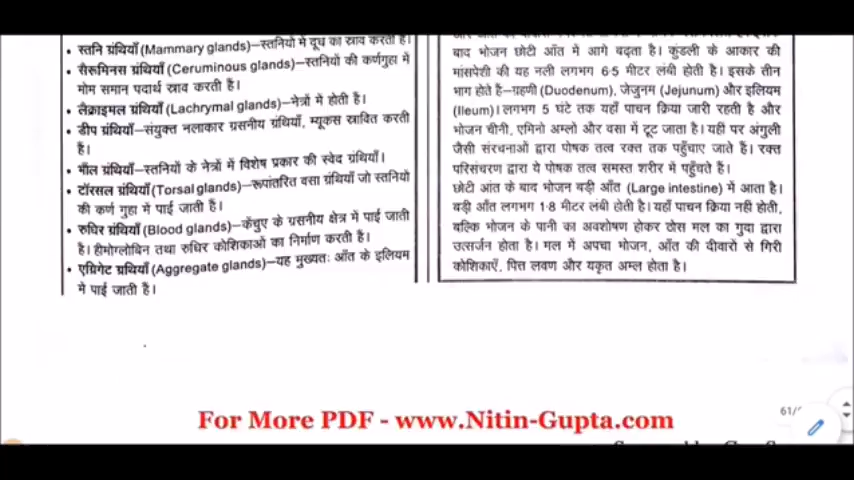 • स्तनि ग्रंथियाँ (Mammary glands)–स्तनियों में दूध का स्राव करती हैं।
• सैरूमिनस ग्रंथियाँ (Ceruminous glands)–स्तनियों की कर्णगुहा में
मोम समान पदार्थ स्राव करती हैं।
• लैक्राइमल ग्रंथियाँ (Lachrymal glands)–नेत्रों में होती है।
• डीप ग्रंथियाँ–संयुक्त नलाकार ग्रसनीय ग्रंथियाँ, म्यूकस स्रावित करती
है।
• मॉल ग्रंथियाँ–स्तनियों के नेत्रों में विशेष प्रकार की स्वेद ग्रंथियाँ।
• टॉरसल ग्रंथियाँ (Torsal glands)–रूपांतरित वसा ग्रंथियाँ जो स्तनियों
की कर्ण गुहा में पाई जाती हैं।
• रुधिर ग्रंथियाँ (Blood glands)–केंचुए के ग्रसनीय क्षेत्र में पाई जाती
है। हीमोग्लोबिन तथा रुधिर कोशिकाओं का निर्माण करती हैं।
• एग्रिगेट ग्रंथियाँ (Aggregate glands)–यह मुख्यतः आँत के इलियम
में पाई जाती हैं।
बाद भोजन छोटी आँत में आगे बढ़ता है। कुंडली के आकार की
मांसपेशी की यह नली लगभग 6·5 मीटर लंबी होती है। इसके तीन
भाग होते है–ग्रहणी (Duodenum), जेजुनम (Jejunum) और इलियम
(Ileum)। लगभग 5 घंटे तक यहाँ पाचन क्रिया जारी रहती है और
भोजन चीनी, एमिनो अम्लो और वसा में टूट जाता है। यहीं पर अंगुली
जैसी संरचनाओं द्वारा पोषक तत्व रक्त तक पहुँचाए जाते हैं। रक्त
परिसंचरण द्वारा ये पोषक तत्व समस्त शरीर में पहुँचते हैं।
छोटी आंत के बाद भोजन बड़ी आँत (Large intestine) में आता है।
बड़ी आँत लगभग 1·8 मीटर लंबी होती है। यहाँ पाचन क्रिया नही होती,
बल्कि भोजन के पानी का अवशोषण होकर ठोस मल का गुदा द्वारा
उत्सर्जन होता है। मल में अपचा भोजन, आँत की दीवारों से गिरी
कोशिकाएँ, पित्त लवण और यकृत अम्ल होता है।
61/
For More PDF - www.Nitin-Gupta.com